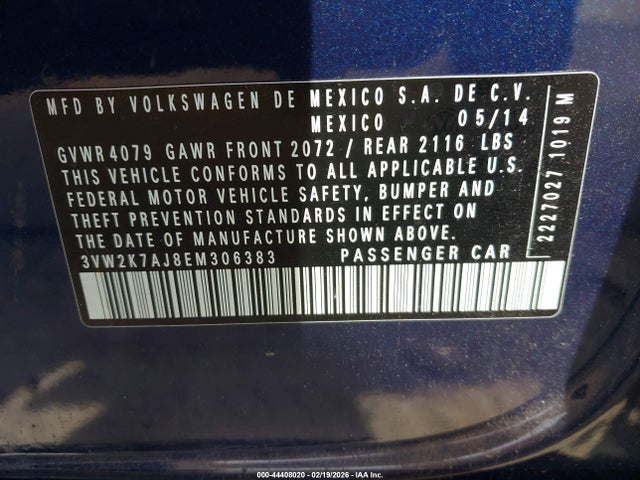 MFD BY VOLKSWAGEN DE MEXICO S.A. DE C.V.
MEXICO 05/14
GVWR 4079 GAWR FRONT 2072 / REAR 2116 LBS
THIS VEHICLE CONFORMS TO ALL APPLICABLE U.S.
FEDERAL MOTOR VEHICLE SAFETY, BUMPER AND
THEFT PREVENTION STANDARDS IN EFFECT ON
THE DATE OF MANUFACTURE SHOWN ABOVE.
3VW2K7AJ8EM306383 PASSENGER CAR
2227027 1019 M
000-44408020 - 02/19/2026 - IAA Inc.